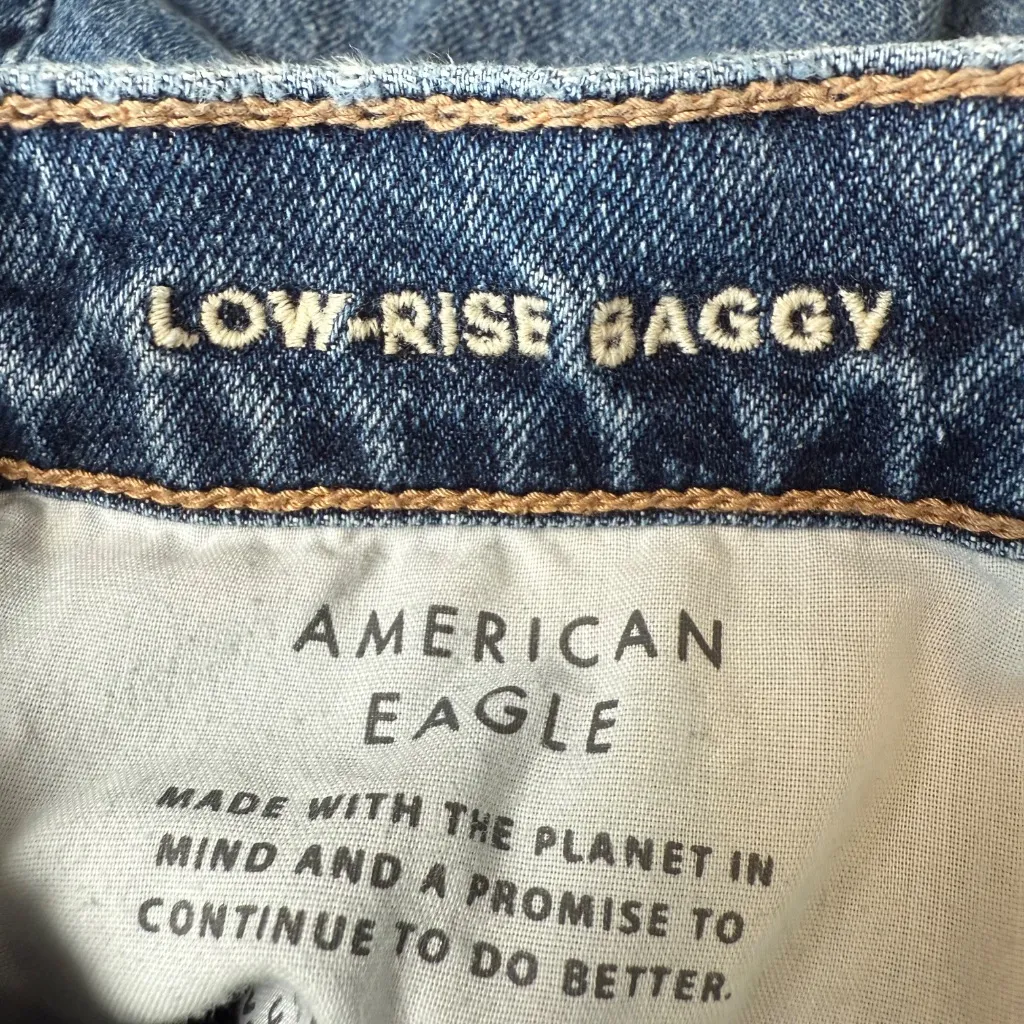 LOW-RISE BAGGY
AMERICAN
EAGLE
MADE WITH THE PLANET IN
MIND AND A PROMISE TO
CONTINUE TO DO BETTER.